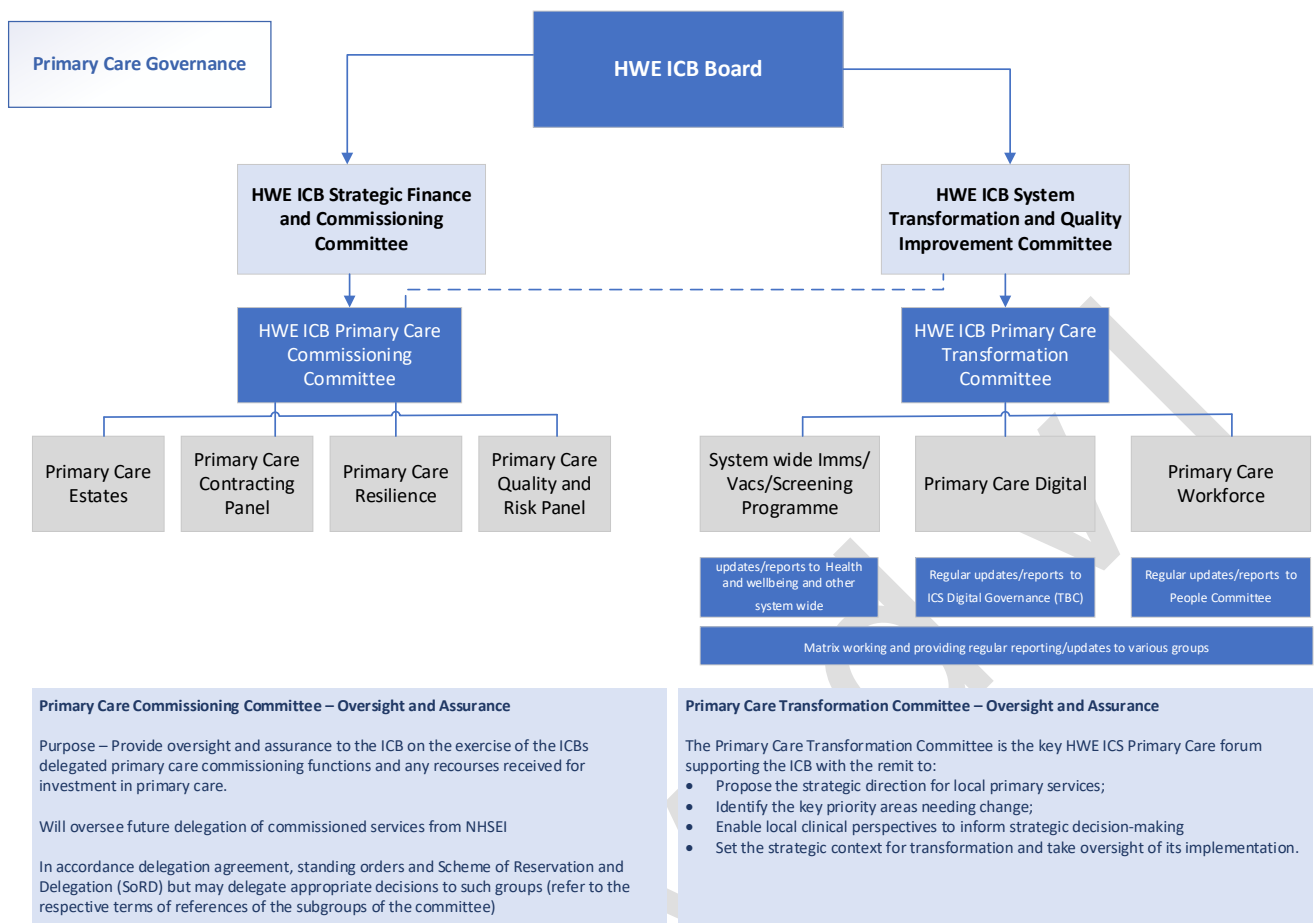 Primary Care Governance
HWE ICB Board
HWE ICB Strategic Finance
and Commissioning
Committee
HWE ICB System
Transformation and Quality
Improvement Committee
HWE ICB Primary Care
Commissioning
Committee
HWE ICB Primary Care
Transformation
Committee
Primary Care
Estates
Primary Care
Contracting
Panel
Primary Care
Resilience
Primary Care
Quality and
Risk Panel
System wide Imms/
Vacs/Screening
Programme
Primary Care Digital
Primary Care
Workforce
updates/reports to Health
and wellbeing and other
system wide
Regular updates/reports to
ICS Digital Governance (TBC)
Regular updates/reports to
People Committee
Matrix working and providing regular reporting/updates to various groups
Primary Care Commissioning Committee – Oversight and Assurance
Purpose – Provide oversight and assurance to the ICB on the exercise of the ICBs
delegated primary care commissioning functions and any recourses received for
investment in primary care.
Will oversee future delegation of commissioned services from NHSEI
In accordance delegation agreement, standing orders and Scheme of Reservation and
Delegation (SoRD) but may delegate appropriate decisions to such groups (refer to the
respective terms of references of the subgroups of the committee)
Primary Care Transformation Committee – Oversight and Assurance
The Primary Care Transformation Committee is the key HWE ICS Primary Care forum
supporting the ICB with the remit to:
• Propose the strategic direction for local primary services;
• Identify the key priority areas needing change;
• Enable local clinical perspectives to inform strategic decision-making
• Set the strategic context for transformation and take oversight of its implementation.